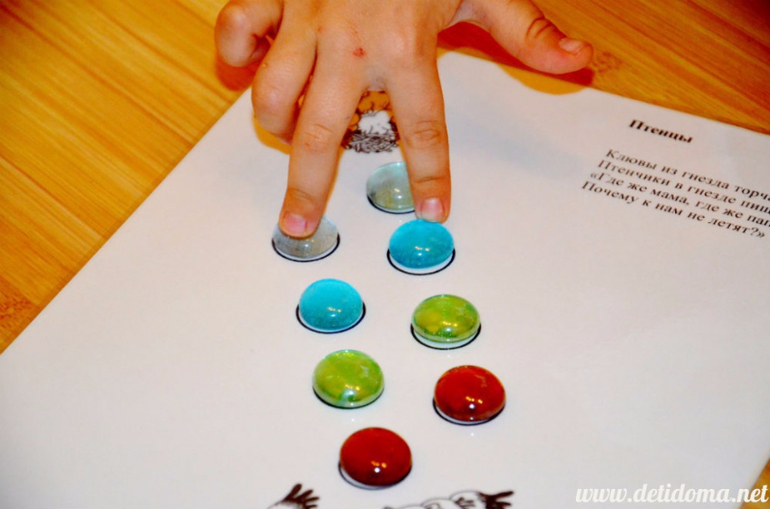 Птенцы
Клювы из гнезда
Птенчики в гнезде
«Где же мама, где же
Почему к нам не летят?»
www.detidoma.net